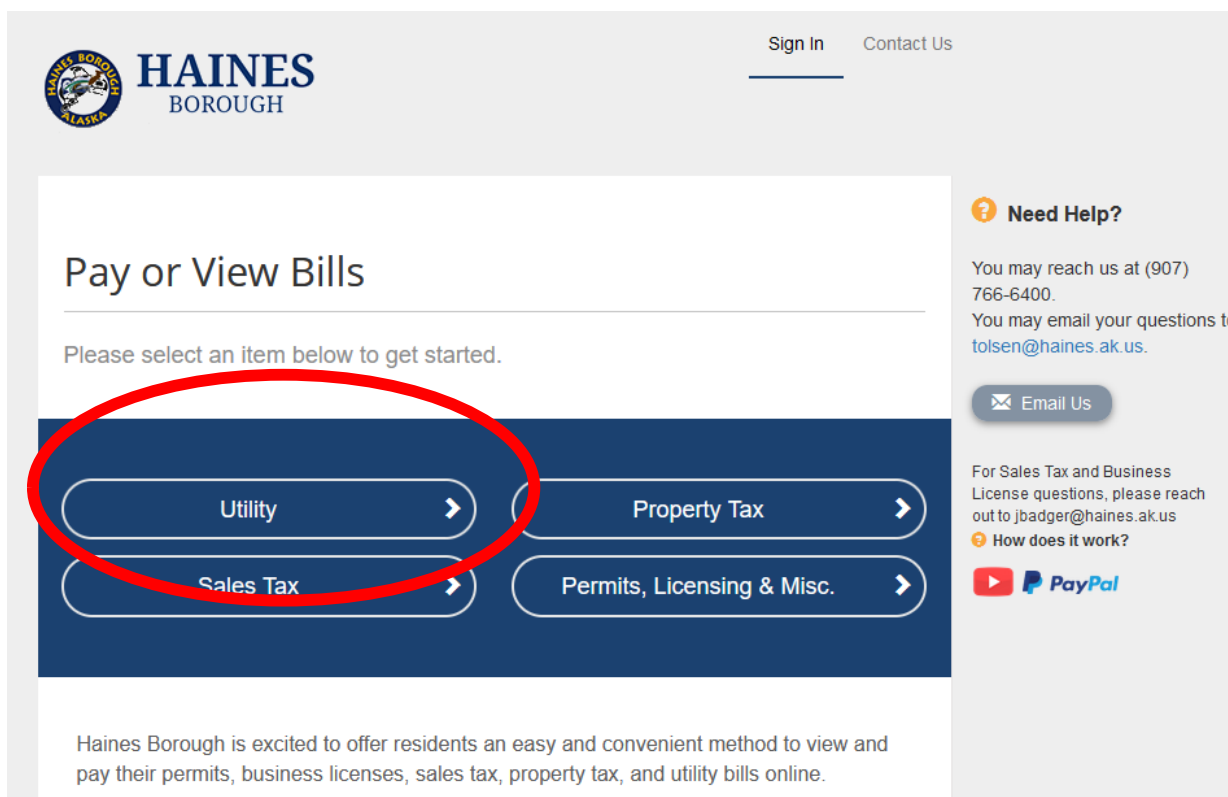 HAINES BOROUGH
ALASKA
HAINES
BOROUGH
Sign In
Contact Us
Pay or View Bills
Please select an item below to get started.
Utility
Property Tax
Sales Tax
Permits, Licensing & Misc.
Haines Borough is excited to offer residents an easy and convenient method to view and
pay their permits, business licenses, sales tax, property tax, and utility bills online.
Need Help?
You may reach us at (907)
766-6400.
You may email your questions t
tolsen@haines.ak.us.
Email Us
For Sales Tax and Business
License questions, please reach
out to jbadger@haines.ak.us
How does it work?
PayPal